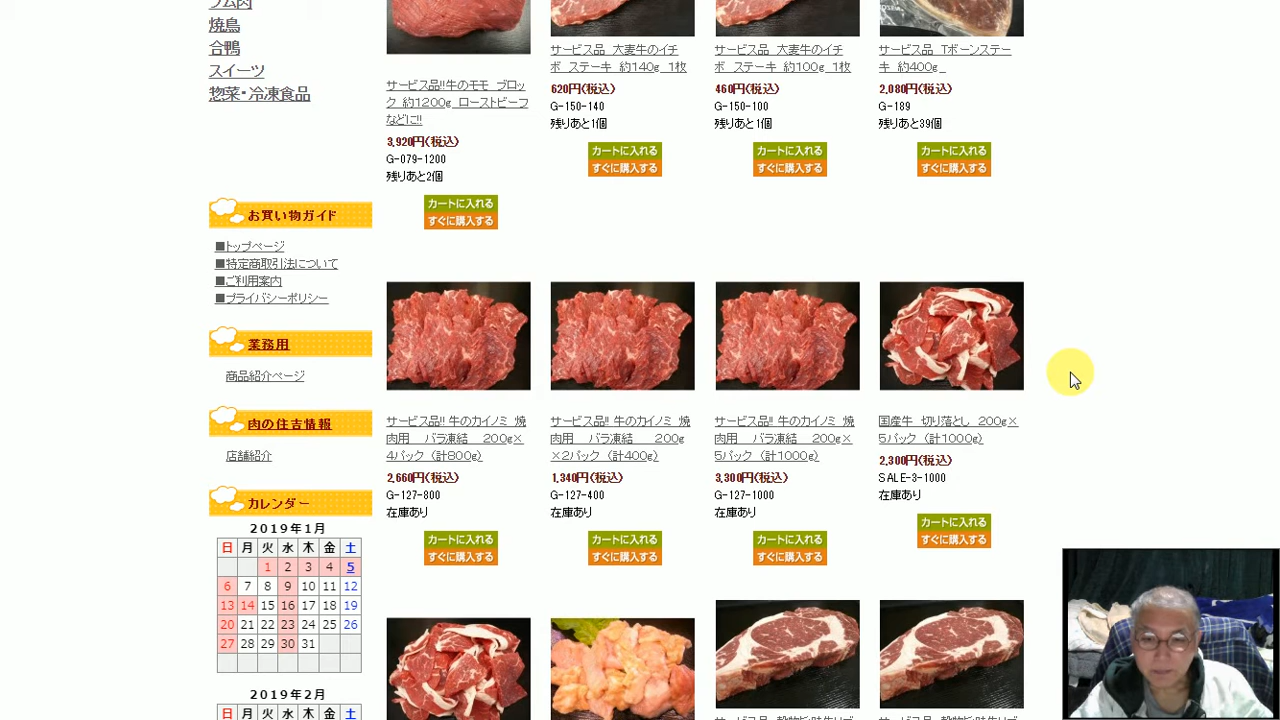 ラム肉
焼鳥
合鴨
スイーツ
惣菜・冷凍食品
お買い物ガイド
■トップページ
■特定商取引法について
■ご利用案内
■プライバシーポリシー
業務用
商品紹介ページ
肉の住古情報
店舗紹介
カレンダー
2019年1月
日 月 火 水 木 金 土
1 2 3 4 5
6 7 8 9 10 11 12
13 14 15 16 17 18 19
20 21 22 23 24 25 26
27 28 29 30 31
2019年2月
日 月 火 水 木 金 土
サービス品!!牛のモモ ブロッ
ク 約1200g ローストビーフ
などに!!
3,920円(税込)
G-079-1200
残りあと2個
カートに入れる
すぐに購入する
サービス品 大麦牛のイチ
ボ ステーキ 約140g 1枚
620円(税込)
G-150-140
残りあと1個
カートに入れる
すぐに購入する
サービス品 大麦牛のイチ
ボ ステーキ 約100g 1枚
460円(税込)
G-150-100
残りあと1個
カートに入れる
すぐに購入する
サービス品 Tボーンステー
キ 約400g
2,080円(税込)
G-189
残りあと39個
カートに入れる
すぐに購入する
サービス品!! 牛のカイノミ 焼
肉用 バラ凍結 200g×
4パック (計800g)
2,660円(税込)
G-127-800
在庫あり
カートに入れる
すぐに購入する
サービス品!! 牛のカイノミ 焼
肉用 バラ凍結 200g
×2パック (計400g)
1,340円(税込)
G-127-400
在庫あり
カートに入れる
すぐに購入する
サービス品!! 牛のカイノミ 焼
肉用 バラ凍結 200g×
5パック (計1000g)
3,300円(税込)
G-127-1000
在庫あり
カートに入れる
すぐに購入する
国産牛 切り落とし 200g×
5パック (計1000g)
2,300円(税込)
SALE-3-1000
在庫あり
カートに入れる
すぐに購入する